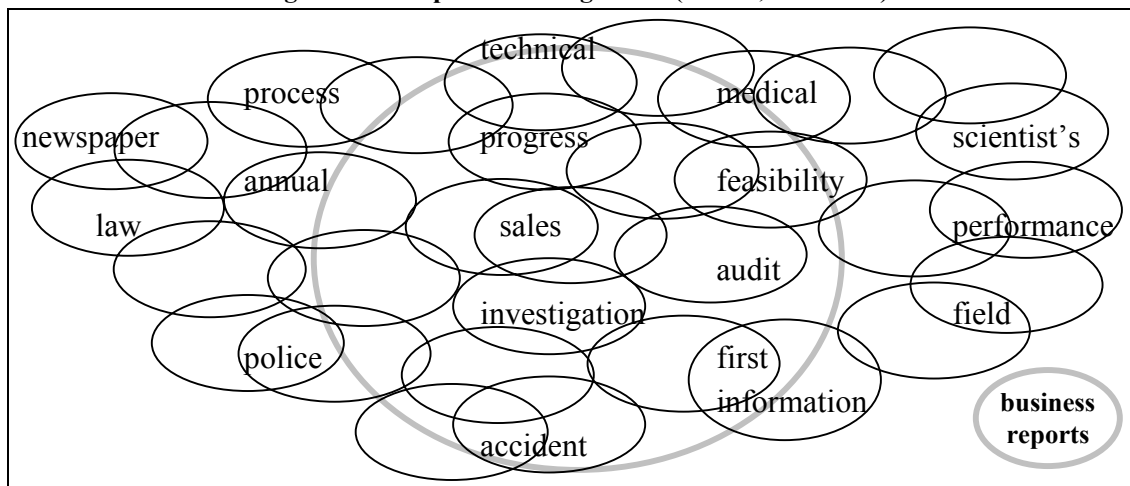 technical
process
medical
newspaper
progress
scientist's
annual
feasibility
law
sales
performance
audit
investigation
field
police
first
information
business
reports
accident